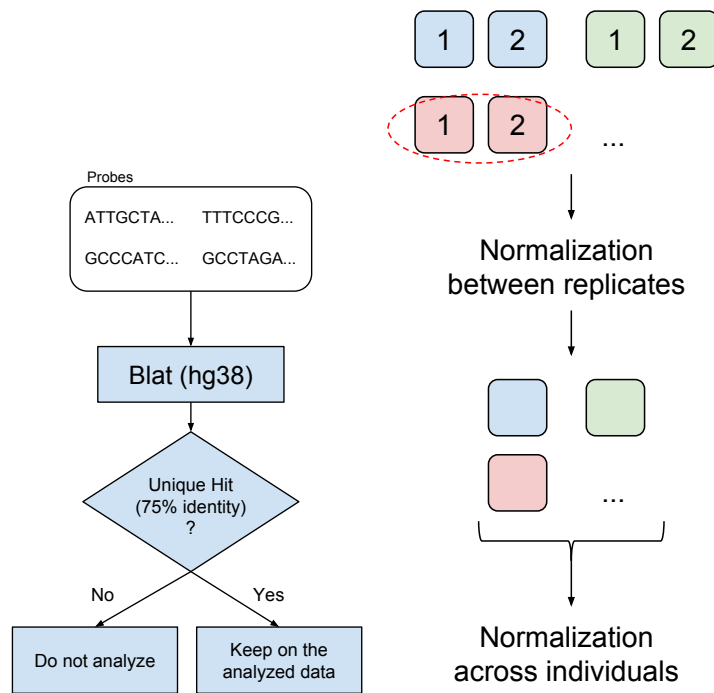 Probes
ATTGCTA... TTTCCCG...
GCCCATC... GCCTAGA...
Blat (hg38)
Unique Hit
(75% identity)
?
No Yes
Do not analyze
Keep on the
analyzed data
1 2 1 2
1 2 ...
Normalization
between replicates
...
Normalization
across individuals